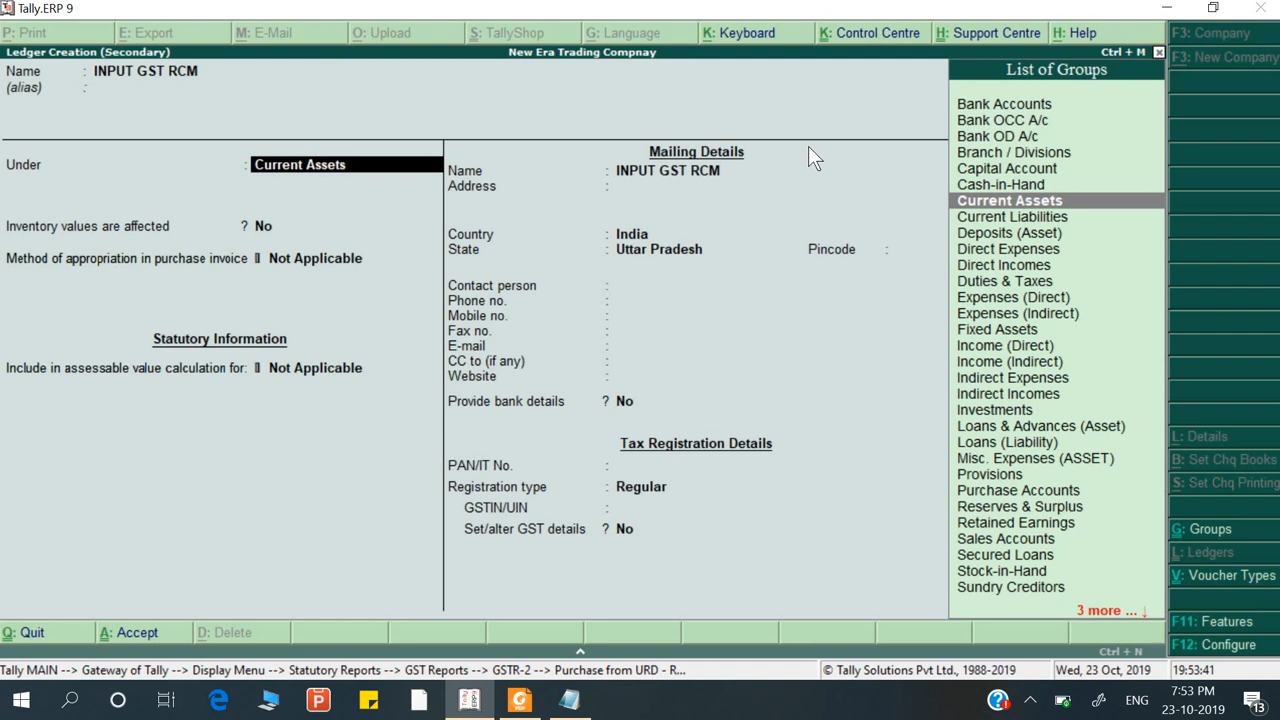 Tally.ERP 9
P: Print E: Export M: E-Mail O: Upload S: TallyShop G: Language K: Keyboard K: Control Centre H: Support Centre H: Help F3: Company
Ledger Creation (Secondary) New Era Trading Compnay Ctrl + M
F3: New Company
Name : INPUT GST RCM
(alias) :
List of Groups
Bank Accounts
Bank OCC A/c
Bank OD A/c
Branch / Divisions
Capital Account
Cash-in-Hand
Current Assets
Current Liabilities
Deposits (Asset)
Direct Expenses
Direct Incomes
Duties & Taxes
Expenses (Direct)
Expenses (Indirect)
Fixed Assets
Income (Direct)
Income (Indirect)
Indirect Expenses
Indirect Incomes
Investments
Loans & Advances (Asset)
Loans (Liability)
Misc. Expenses (ASSET)
Provisions
Purchase Accounts
Reserves & Surplus
Retained Earnings
Sales Accounts
Secured Loans
Stock-in-Hand
Sundry Creditors
3 more ... ↓
Under : Current Assets
Inventory values are affected ? No
Method of appropriation in purchase invoice : Not Applicable
Statutory Information
Include in assessable value calculation for: Not Applicable
Mailing Details
Name : INPUT GST RCM
Address :
Country : India
State : Uttar Pradesh Pincode :
Contact person :
Phone no. :
Mobile no. :
Fax no. :
E-mail :
CC to (if any) :
Website :
Provide bank details ? No
Tax Registration Details
PAN/IT No. :
Registration type : Regular
GSTIN/UIN :
Set/alter GST details ? No
L: Details
B: Set Chq Books
S: Set Chq Printing
G: Groups
L: Ledgers
V: Voucher Types
F11: Features
F12: Configure
Q: Quit A: Accept D: Delete
Ctrl + N
Tally MAIN --> Gateway of Tally --> Display Menu --> Statutory Reports --> GST Reports --> GSTR-2 --> Purchase from URD - R... © Tally Solutions Pvt Ltd., 1988-2019 Wed, 23 Oct, 2019 19:53:41
ENG
7:53 PM
23-10-2019
13